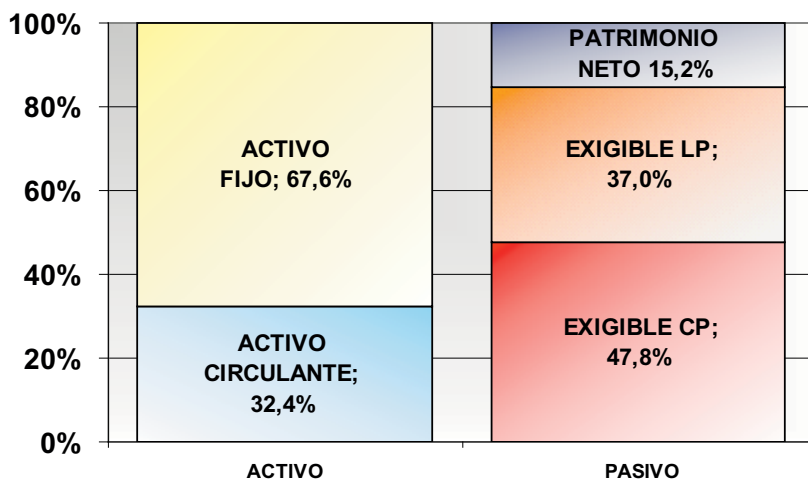 100%
80%
60%
40%
20%
0%
ACTIVO
FIJO; 67,6%
ACTIVO
CIRCULANTE;
32,4%
PATRIMONIO
NETO 15,2%
EXIGIBLE LP;
37,0%
EXIGIBLE CP;
47,8%
ACTIVO
PASIVO